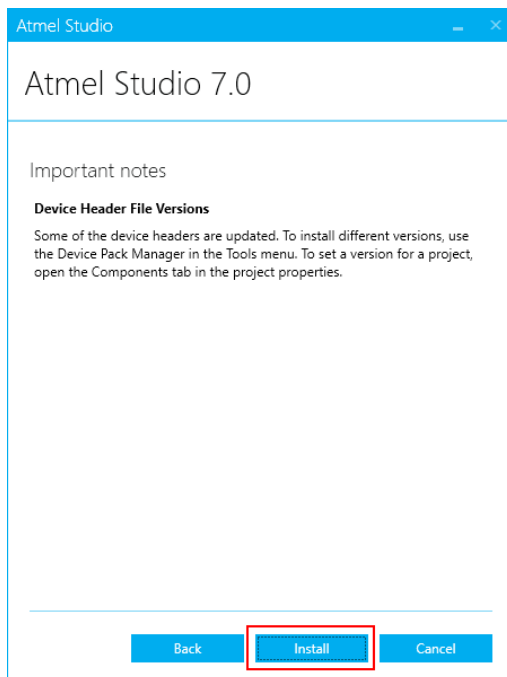 Atmel Studio
Atmel Studio 7.0
Important notes
Device Header File Versions
Some of the device headers are updated. To install different versions, use
the Device Pack Manager in the Tools menu. To set a version for a project,
open the Components tab in the project properties.
Back
Install
Cancel